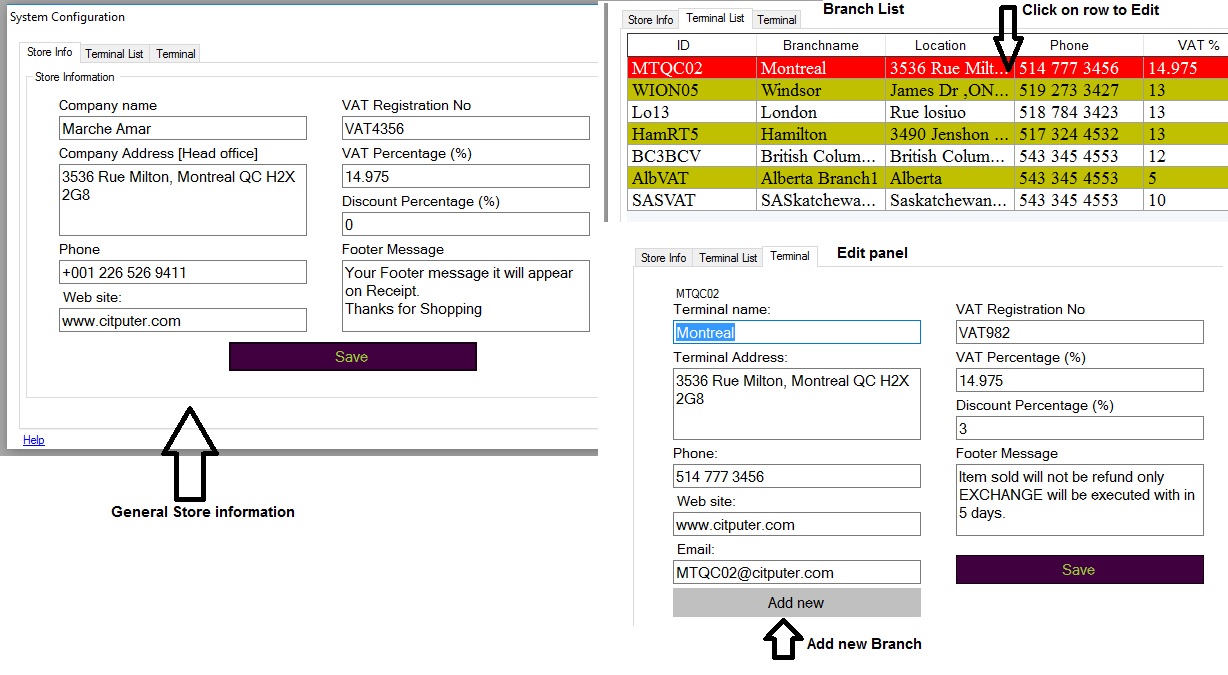 System Configuration
Store Info Terminal List Terminal
Store Information
Company name
Marche Amar
Company Address [Head office]
3536 Rue Milton, Montreal QC H2X
2G8
Phone
+001 226 526 9411
Web site:
www.citputer.com
VAT Registration No
VAT4356
VAT Percentage (%)
14.975
Discount Percentage (%)
0
Footer Message
Your Footer message it will appear
on Receipt.
Thanks for Shopping
Save
Help
General Store information
Branch List
Click on row to Edit
Store Info Terminal List Terminal
ID Branchname Location Phone VAT %
MTQC02 Montreal 3536 Rue Milt... 514 777 3456 14.975
WION05 Windsor James Dr ,ON... 519 273 3427 13
Lo13 London Rue losiuo 518 784 3423 13
HamRT5 Hamilton 3490 Jenshon ... 517 324 4532 13
BC3BCV British Colum... British Colum... 543 345 4553 12
AlbVAT Alberta Branch1 Alberta 543 345 4553 5
SASVAT SASkatchewa... Saskatchewan... 543 345 4553 10
Store Info Terminal List Terminal
Edit panel
MTQC02
Terminal name:
Montreal
Terminal Address:
3536 Rue Milton, Montreal QC H2X
2G8
Phone:
514 777 3456
Web site:
www.citputer.com
Email:
MTQC02@citputer.com
Add new
VAT Registration No
VAT982
VAT Percentage (%)
14.975
Discount Percentage (%)
3
Footer Message
Item sold will not be refund only
EXCHANGE will be executed with in
5 days.
Save
Add new Branch